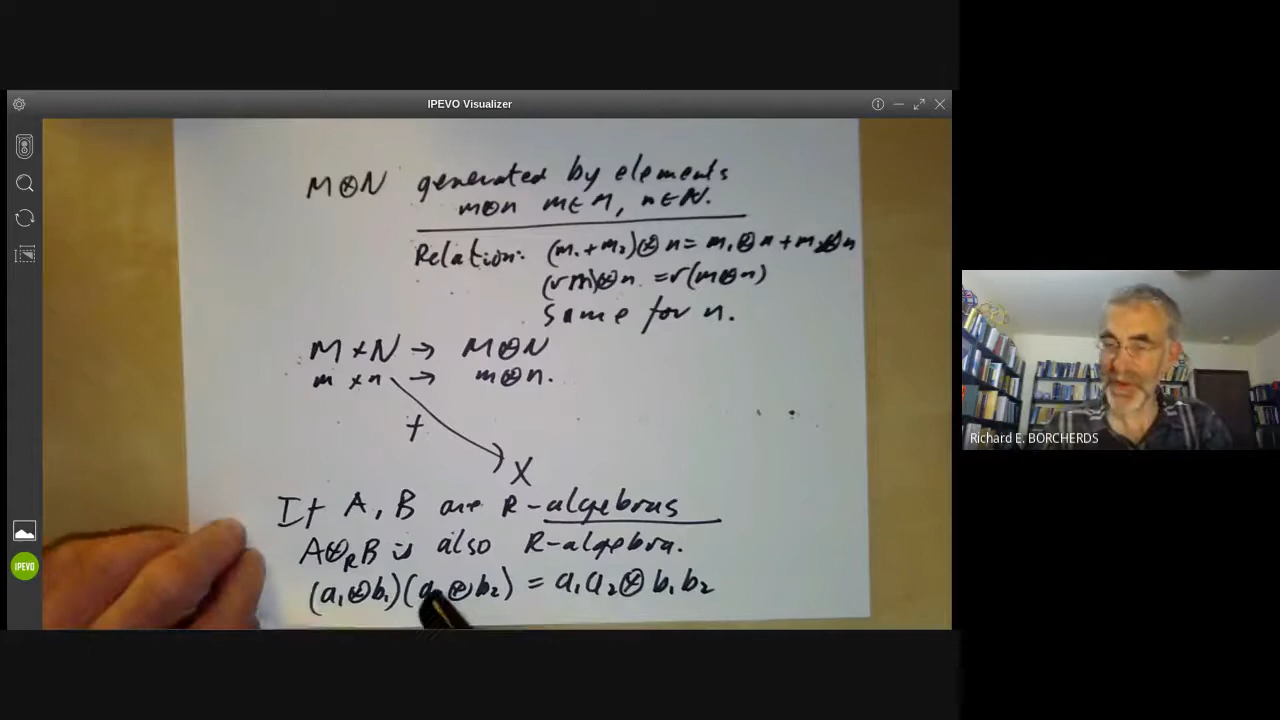 IPEVO Visualizer
M⊗N generated by elements
m⊗n m∈M, n∈N.
Relation: (m₁+m₂)⊗n = m₁⊗n + m₂⊗n
(rm)⊗n = r(m⊗n)
Same for n.
M×N → M⊗N
m×n → m⊗n.
f
X
If A, B are R-algebras
A⊗_R B is also R-algebra.
(a₁⊗b₁)(a₂⊗b₂) = a₁a₂⊗b₁b₂
IPEVO
Richard E. BORCHERDS